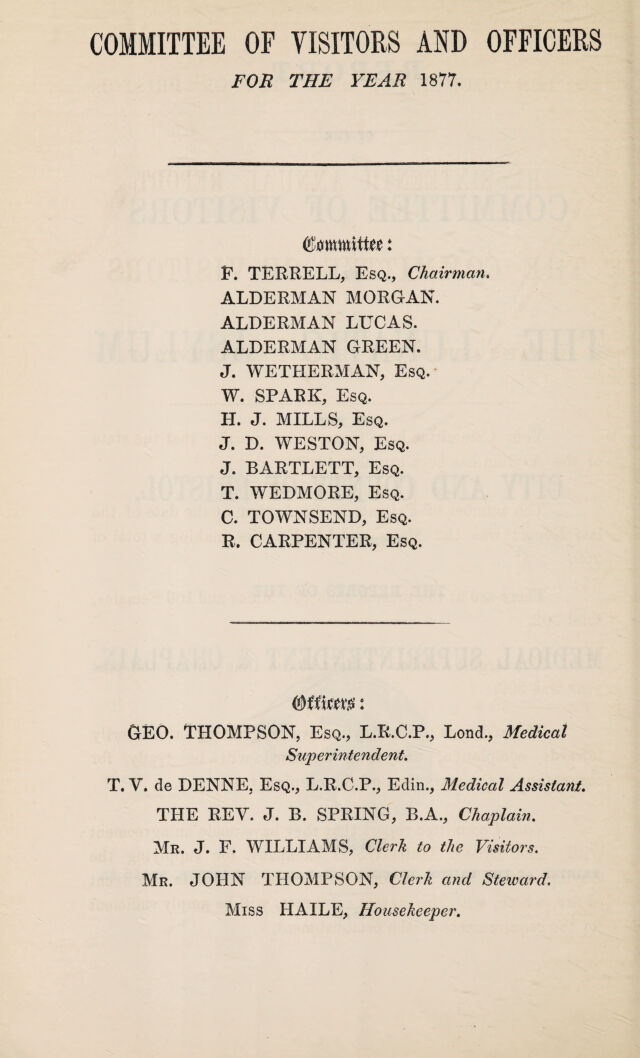 COMMITTEE OF VISITORS AND OFFICERS
FOR THE YEAR 1877.
Committee:
F. TERRELL, Esq., Chairman.
ALDERMAN MORGAN.
ALDERMAN LUCAS.
ALDERMAN GREEN.
J. WETHERMAN, Esq.
W. SPARK, Esq.
H. J. MILLS, Esq.
J. D. WESTON, Esq.
J. BARTLETT, Esq.
T. WEDMORE, Esq.
C. TOWNSEND, Esq.
R. CARPENTER, Esq.
Officers:
GEO. THOMPSON, Esq., L.R.C.P., Lond., Medical
Superintendent.
T. V. de DENNE, Esq., L.R.C.P., Edin., Medical Assistant.
THE REV. J. B. SPRING, B.A., Chaplain.
Mr. J. F. WILLIAMS, Clerk to the Visitors.
Mr. JOHN THOMPSON, Clerk and Steward.
Miss HAILE, Housekeeper.